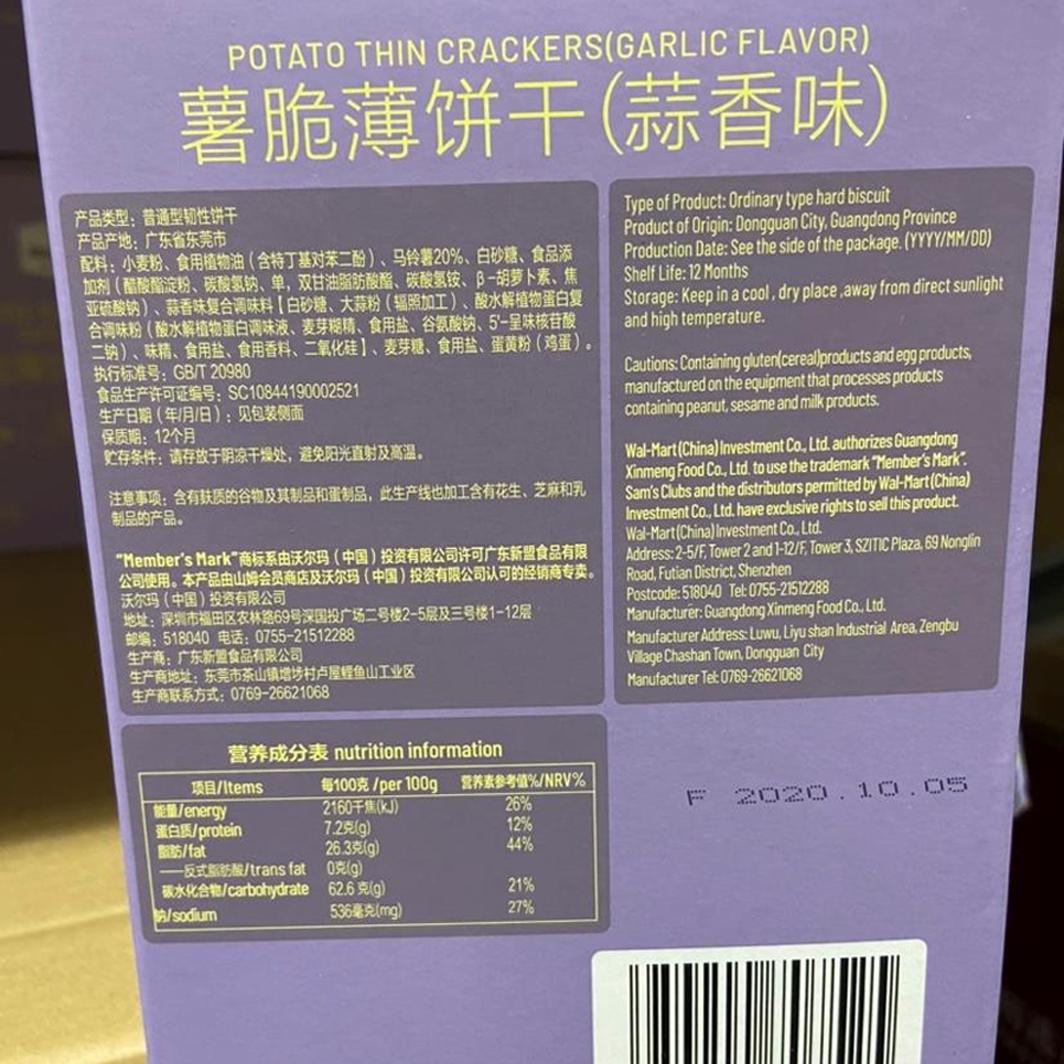 POTATO THIN CRACKERS(GARLIC FLAVOR)
薯脆薄饼干(蒜香味)
产品类型：普通型韧性饼干
产品产地：广东省东莞市
配料：小麦粉、食用植物油（含特丁基对苯二酚）、马铃薯20%、白砂糖、食品添
加剂（醋酸酯淀粉、碳酸氢钠、单，双甘油脂肪酸酯、碳酸氢铵、β-胡萝卜素、焦
亚硫酸钠）、蒜香味复合调味料【白砂糖、大蒜粉（辐照加工）、酸水解植物蛋白复
合调味粉（酸水解植物蛋白调味液、麦芽糊精、食用盐、谷氨酸钠、5'-呈味核苷酸
二钠）、味精、食用盐、食用香料、二氧化硅】、麦芽糖、食用盐、蛋黄粉（鸡蛋）。
执行标准号：GB/T 20980
食品生产许可证编号：SC10844190002521
生产日期（年/月/日）：见包装侧面
保质期：12个月
贮存条件：请存放于阴凉干燥处，避免阳光直射及高温。
注意事项：含有麸质的谷物及其制品和蛋制品，此生产线也加工含有花生、芝麻和乳
制品的产品。
“Member's Mark”商标系由沃尔玛（中国）投资有限公司许可广东新盟食品有限
公司使用。本产品由山姆会员商店及沃尔玛（中国）投资有限公司认可的经销商专卖。
沃尔玛（中国）投资有限公司
地址：深圳市福田区农林路69号深国投广场二号楼2-5层及三号楼1-12层
邮编：518040 电话：0755-21512288
生产商：广东新盟食品有限公司
生产商地址：东莞市茶山镇增埗村卢屋鲤鱼山工业区
生产商联系方式：0769-26621068
Type of Product: Ordinary type hard biscuit
Product of Origin: Dongguan City, Guangdong Province
Production Date: See the side of the package. (YYYY/MM/DD)
Shelf Life: 12 Months
Storage: Keep in a cool , dry place ,away from direct sunlight
and high temperature.
Cautions: Containing gluten(cereal)products and egg products,
manufactured on the equipment that processes products
containing peanut, sesame and milk products.
Wal-Mart (China) Investment Co., Ltd. authorizes Guangdong
Xinmeng Food Co., Ltd. to use the trademark “Member's Mark”.
Sam's Clubs and the distributors permitted by Wal-Mart (China)
Investment Co., Ltd. have exclusive rights to sell this product.
Wal-Mart (China) Investment Co., Ltd.
Address: 2-5/F, Tower 2 and 1-12/F, Tower 3, SZITIC Plaza, 69 Nonglin
Road, Futian District, Shenzhen
Postcode: 518040 Tel: 0755-21512288
Manufacturer: Guangdong Xinmeng Food Co., Ltd.
Manufacturer Address: Luwu, Liyu shan Industrial Area, Zengbu
Village Chashan Town, Dongguan City
Manufacturer Tel: 0769-26621068
营养成分表 nutrition information
项目/Items 每100克 /per 100g 营养素参考值%/NRV%
能量/energy 2160千焦(kJ) 26%
蛋白质/protein 7.2克(g) 12%
脂肪/fat 26.3克(g) 44%
——反式脂肪酸/trans fat 0克(g)
碳水化合物/carbohydrate 62.6 克(g) 21%
钠/sodium 536毫克(mg) 27%
F 2020.10.05